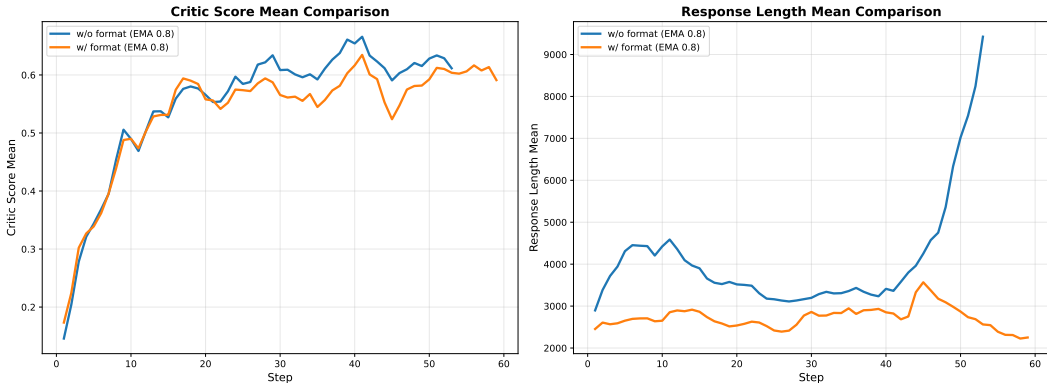 Critic Score Mean Comparison
w/o format (EMA 0.8)
w/ format (EMA 0.8)
Critic Score Mean
0.6
0.5
0.4
0.3
0.2
0
10
20
30
40
50
60
Step
Response Length Mean Comparison
w/o format (EMA 0.8)
w/ format (EMA 0.8)
Response Length Mean
9000
8000
7000
6000
5000
4000
3000
2000
0
10
20
30
40
50
60
Step